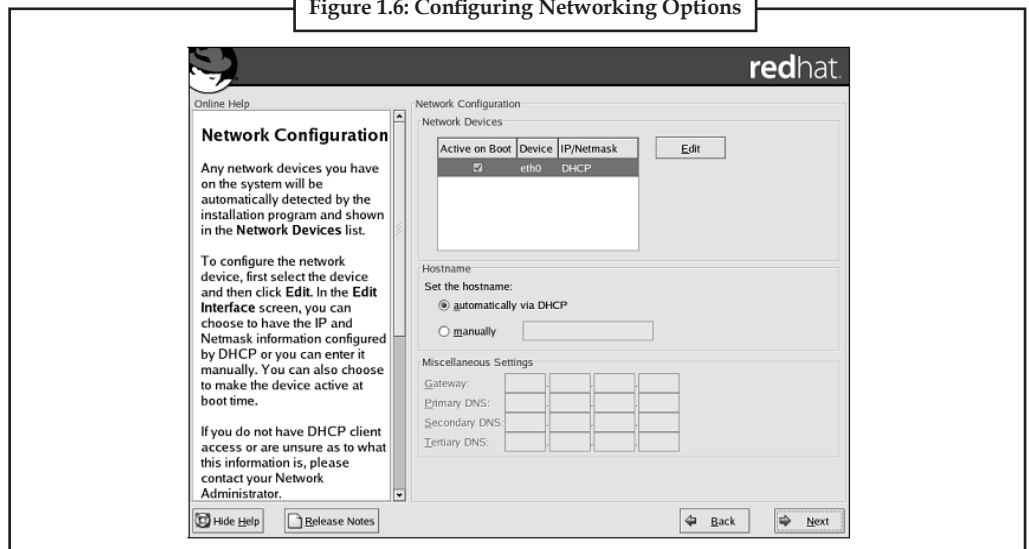 Figure 1.6: Configuring Networking Options
redhat.
Online Help
Network Configuration
Any network devices you have
on the system will be
automatically detected by the
installation program and shown
in the Network Devices list.
To configure the network
device, first select the device
and then click Edit. In the Edit
Interface screen, you can
choose to have the IP and
Netmask information configured
by DHCP or you can enter it
manually. You can also choose
to make the device active at
boot time.
If you do not have DHCP client
access or are unsure as to what
this information is, please
contact your Network
Administrator.
Network Configuration
Network Devices
Active on Boot Device IP/Netmask
eth0 DHCP
Edit
Hostname
Set the hostname:
automatically via DHCP
manually
Miscellaneous Settings
Gateway:
Primary DNS:
Secondary DNS:
Tertiary DNS:
Hide Help
Release Notes
Back
Next